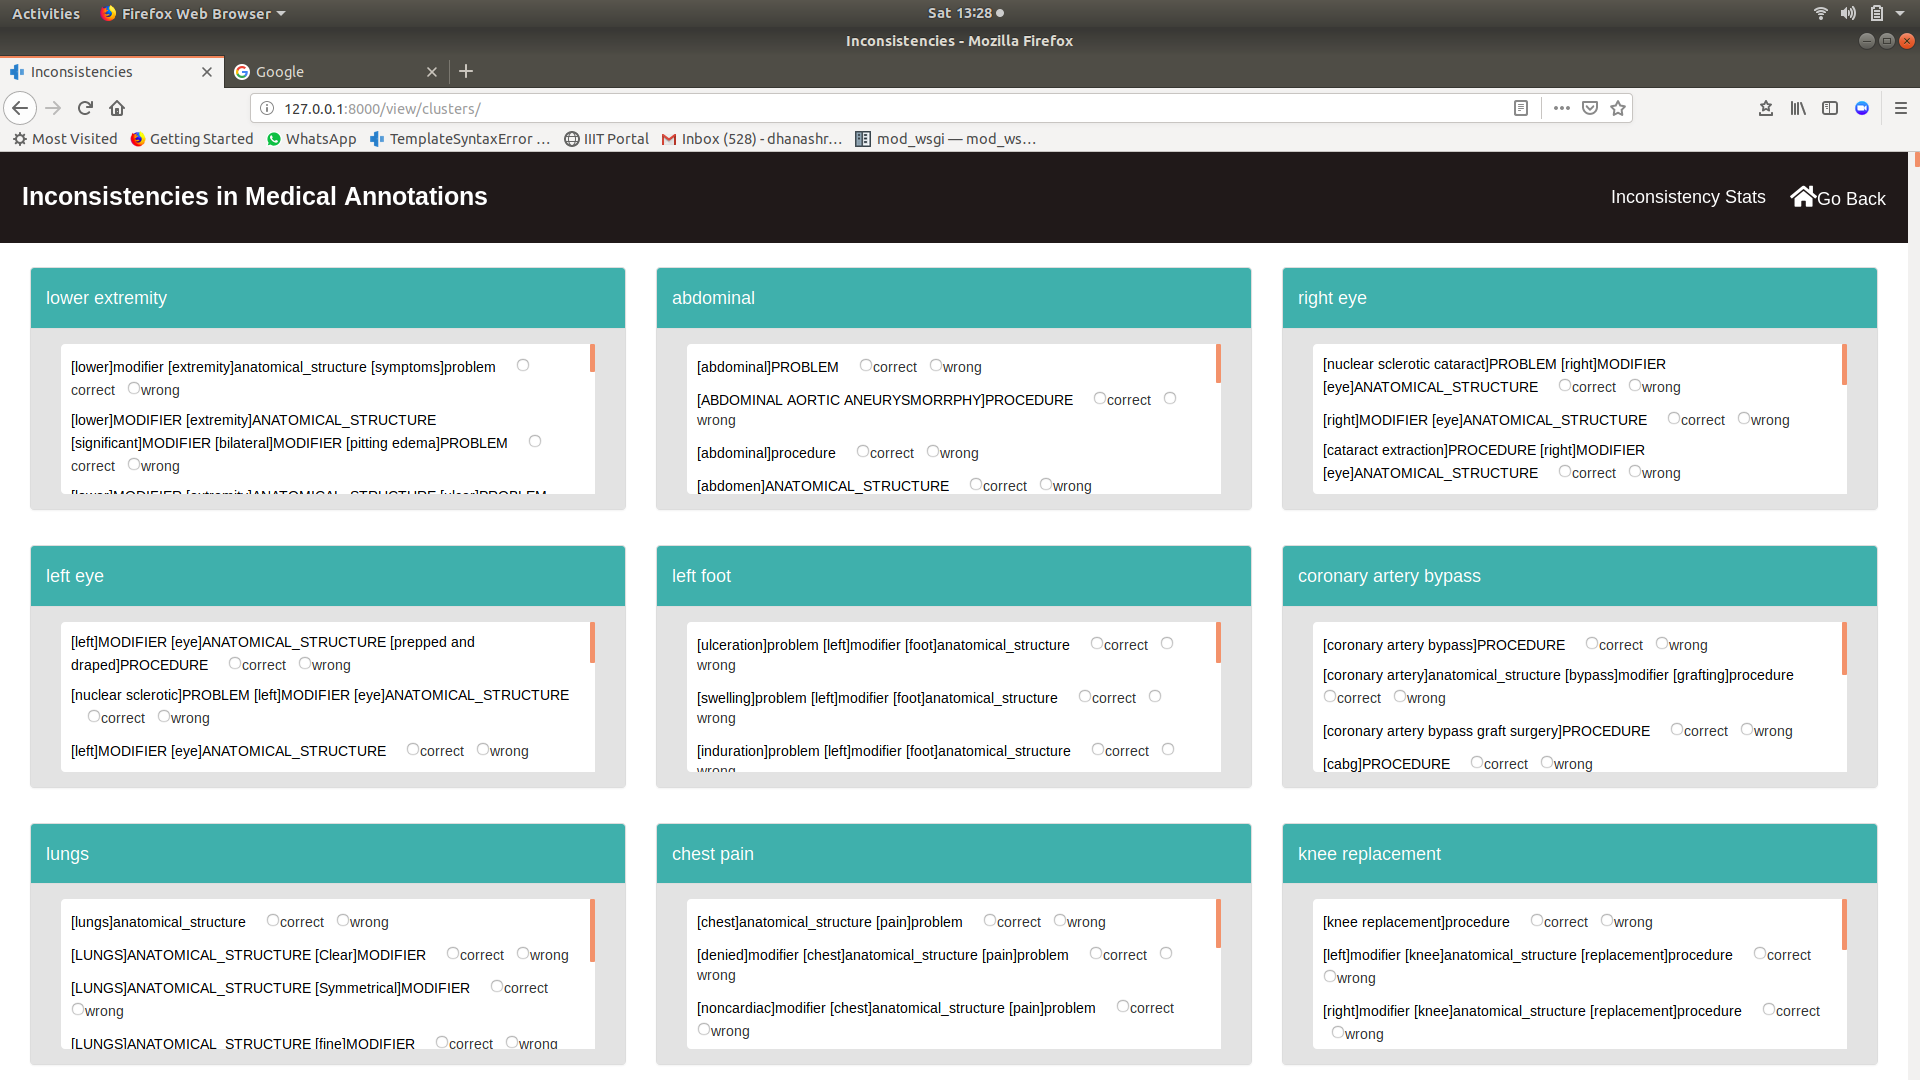 Activities Firefox Web Browser Sat 13:28
Inconsistencies - Mozilla Firefox
Inconsistencies Google
127.0.0.1:8000/view/clusters/
Most Visited Getting Started WhatsApp TemplateSyntaxError ... IIIT Portal Inbox (528) - dhanashr... mod_wsgi — mod_ws...
Inconsistencies in Medical Annotations Inconsistency Stats Go Back
lower extremity
[lower]modifier [extremity]anatomical_structure [symptoms]problem
correct wrong
[lower]MODIFIER [extremity]ANATOMICAL_STRUCTURE
[significant]MODIFIER [bilateral]MODIFIER [pitting edema]PROBLEM
correct wrong
[lower]MODIFIER [extremity]ANATOMICAL_STRUCTURE [ulcer]PROBLEM
abdominal
[abdominal]PROBLEM correct wrong
[ABDOMINAL AORTIC ANEURYSMORRPHY]PROCEDURE correct
wrong
[abdominal]procedure correct wrong
[abdomen]ANATOMICAL_STRUCTURE correct wrong
right eye
[nuclear sclerotic cataract]PROBLEM [right]MODIFIER
[eye]ANATOMICAL_STRUCTURE correct wrong
[right]MODIFIER [eye]ANATOMICAL_STRUCTURE correct wrong
[cataract extraction]PROCEDURE [right]MODIFIER
[eye]ANATOMICAL_STRUCTURE correct wrong
left eye
[left]MODIFIER [eye]ANATOMICAL_STRUCTURE [prepped and
draped]PROCEDURE correct wrong
[nuclear sclerotic]PROBLEM [left]MODIFIER [eye]ANATOMICAL_STRUCTURE
correct wrong
[left]MODIFIER [eye]ANATOMICAL_STRUCTURE correct wrong
left foot
[ulceration]problem [left]modifier [foot]anatomical_structure correct
wrong
[swelling]problem [left]modifier [foot]anatomical_structure correct
wrong
[induration]problem [left]modifier [foot]anatomical_structure correct
wrong
coronary artery bypass
[coronary artery bypass]PROCEDURE correct wrong
[coronary artery]anatomical_structure [bypass]modifier [grafting]procedure
correct wrong
[coronary artery bypass graft surgery]PROCEDURE correct wrong
[cabg]PROCEDURE correct wrong
lungs
[lungs]anatomical_structure correct wrong
[LUNGS]ANATOMICAL_STRUCTURE [Clear]MODIFIER correct wrong
[LUNGS]ANATOMICAL_STRUCTURE [Symmetrical]MODIFIER correct
wrong
[LUNGS]ANATOMICAL_STRUCTURE [fine]MODIFIER correct wrong
chest pain
[chest]anatomical_structure [pain]problem correct wrong
[denied]modifier [chest]anatomical_structure [pain]problem correct
wrong
[noncardiac]modifier [chest]anatomical_structure [pain]problem correct
wrong
knee replacement
[knee replacement]procedure correct wrong
[left]modifier [knee]anatomical_structure [replacement]procedure correct
wrong
[right]modifier [knee]anatomical_structure [replacement]procedure correct
wrong